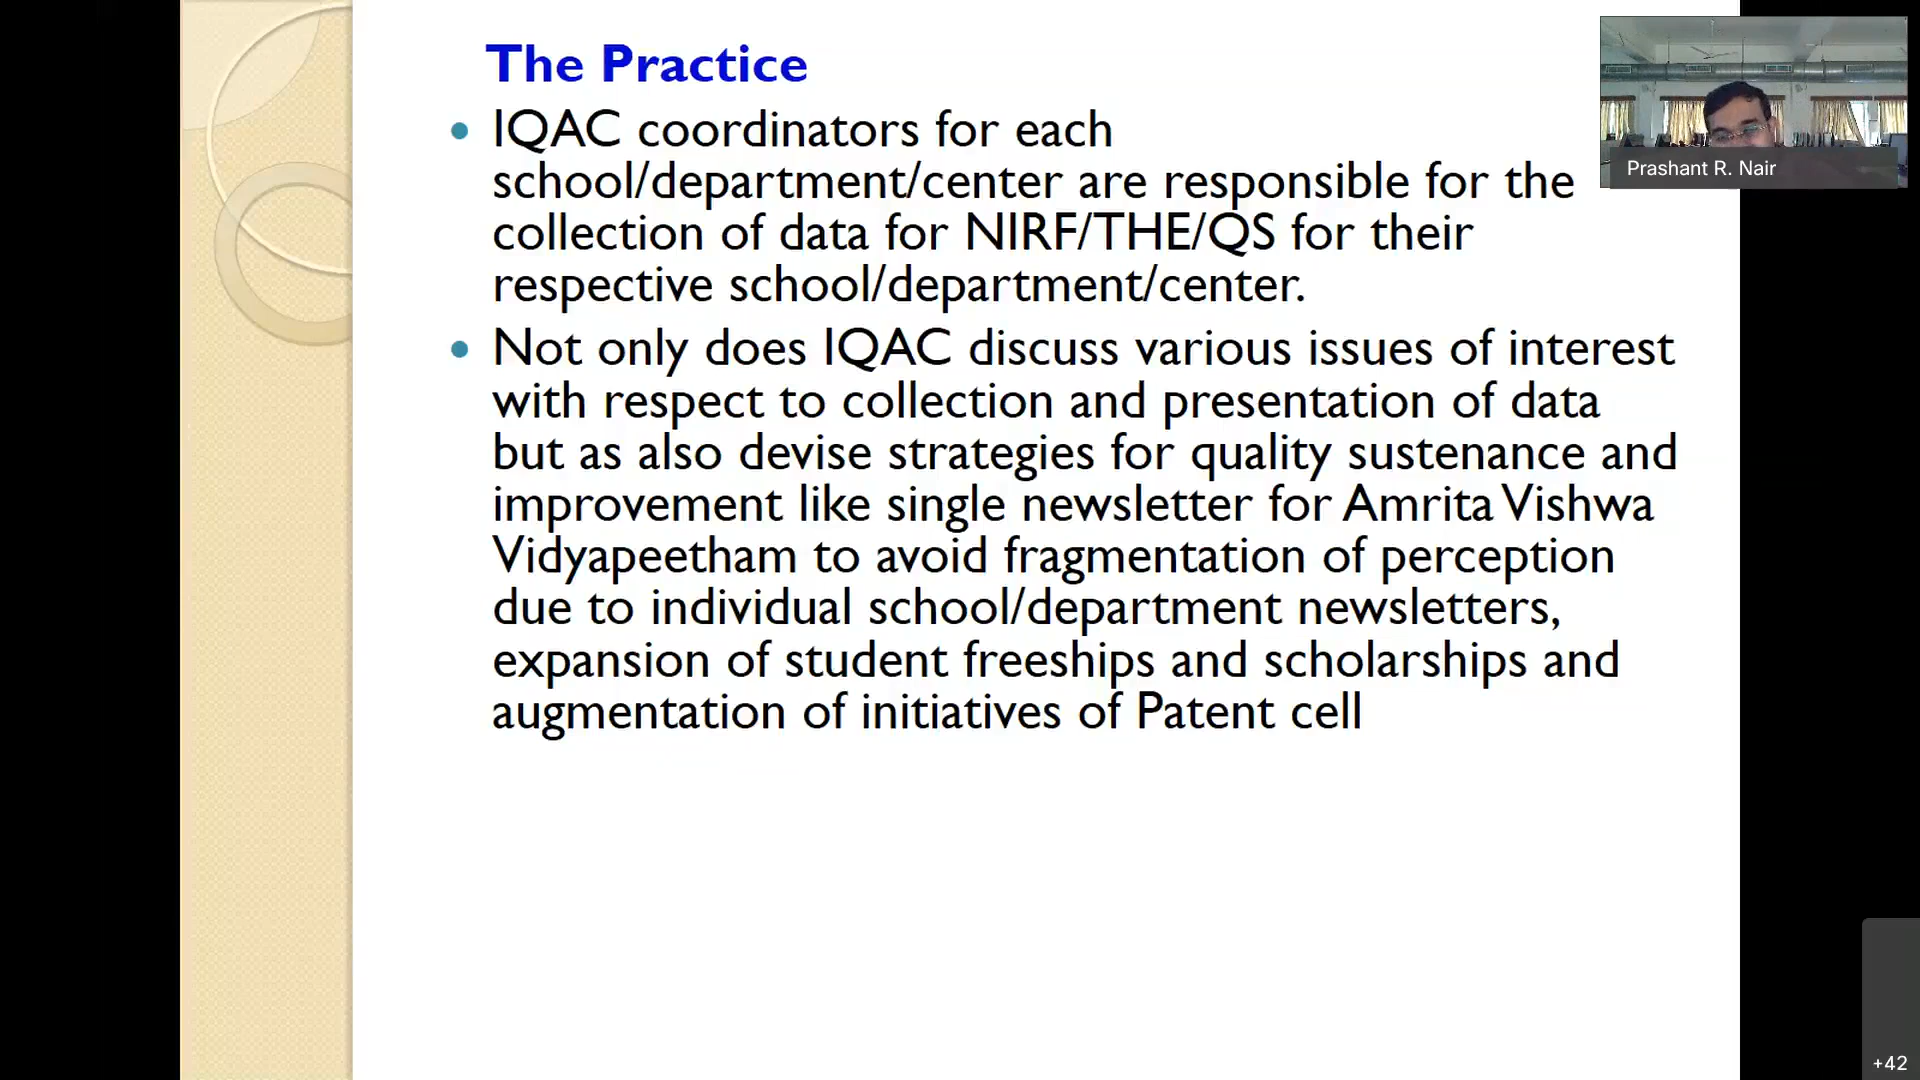 The Practice
• IQAC coordinators for each
school/department/center are responsible for the
collection of data for NIRF/THE/QS for their
respective school/department/center.
• Not only does IQAC discuss various issues of interest
with respect to collection and presentation of data
but as also devise strategies for quality sustenance and
improvement like single newsletter for Amrita Vishwa
Vidyapeetham to avoid fragmentation of perception
due to individual school/department newsletters,
expansion of student freeships and scholarships and
augmentation of initiatives of Patent cell
Prashant R. Nair
+42